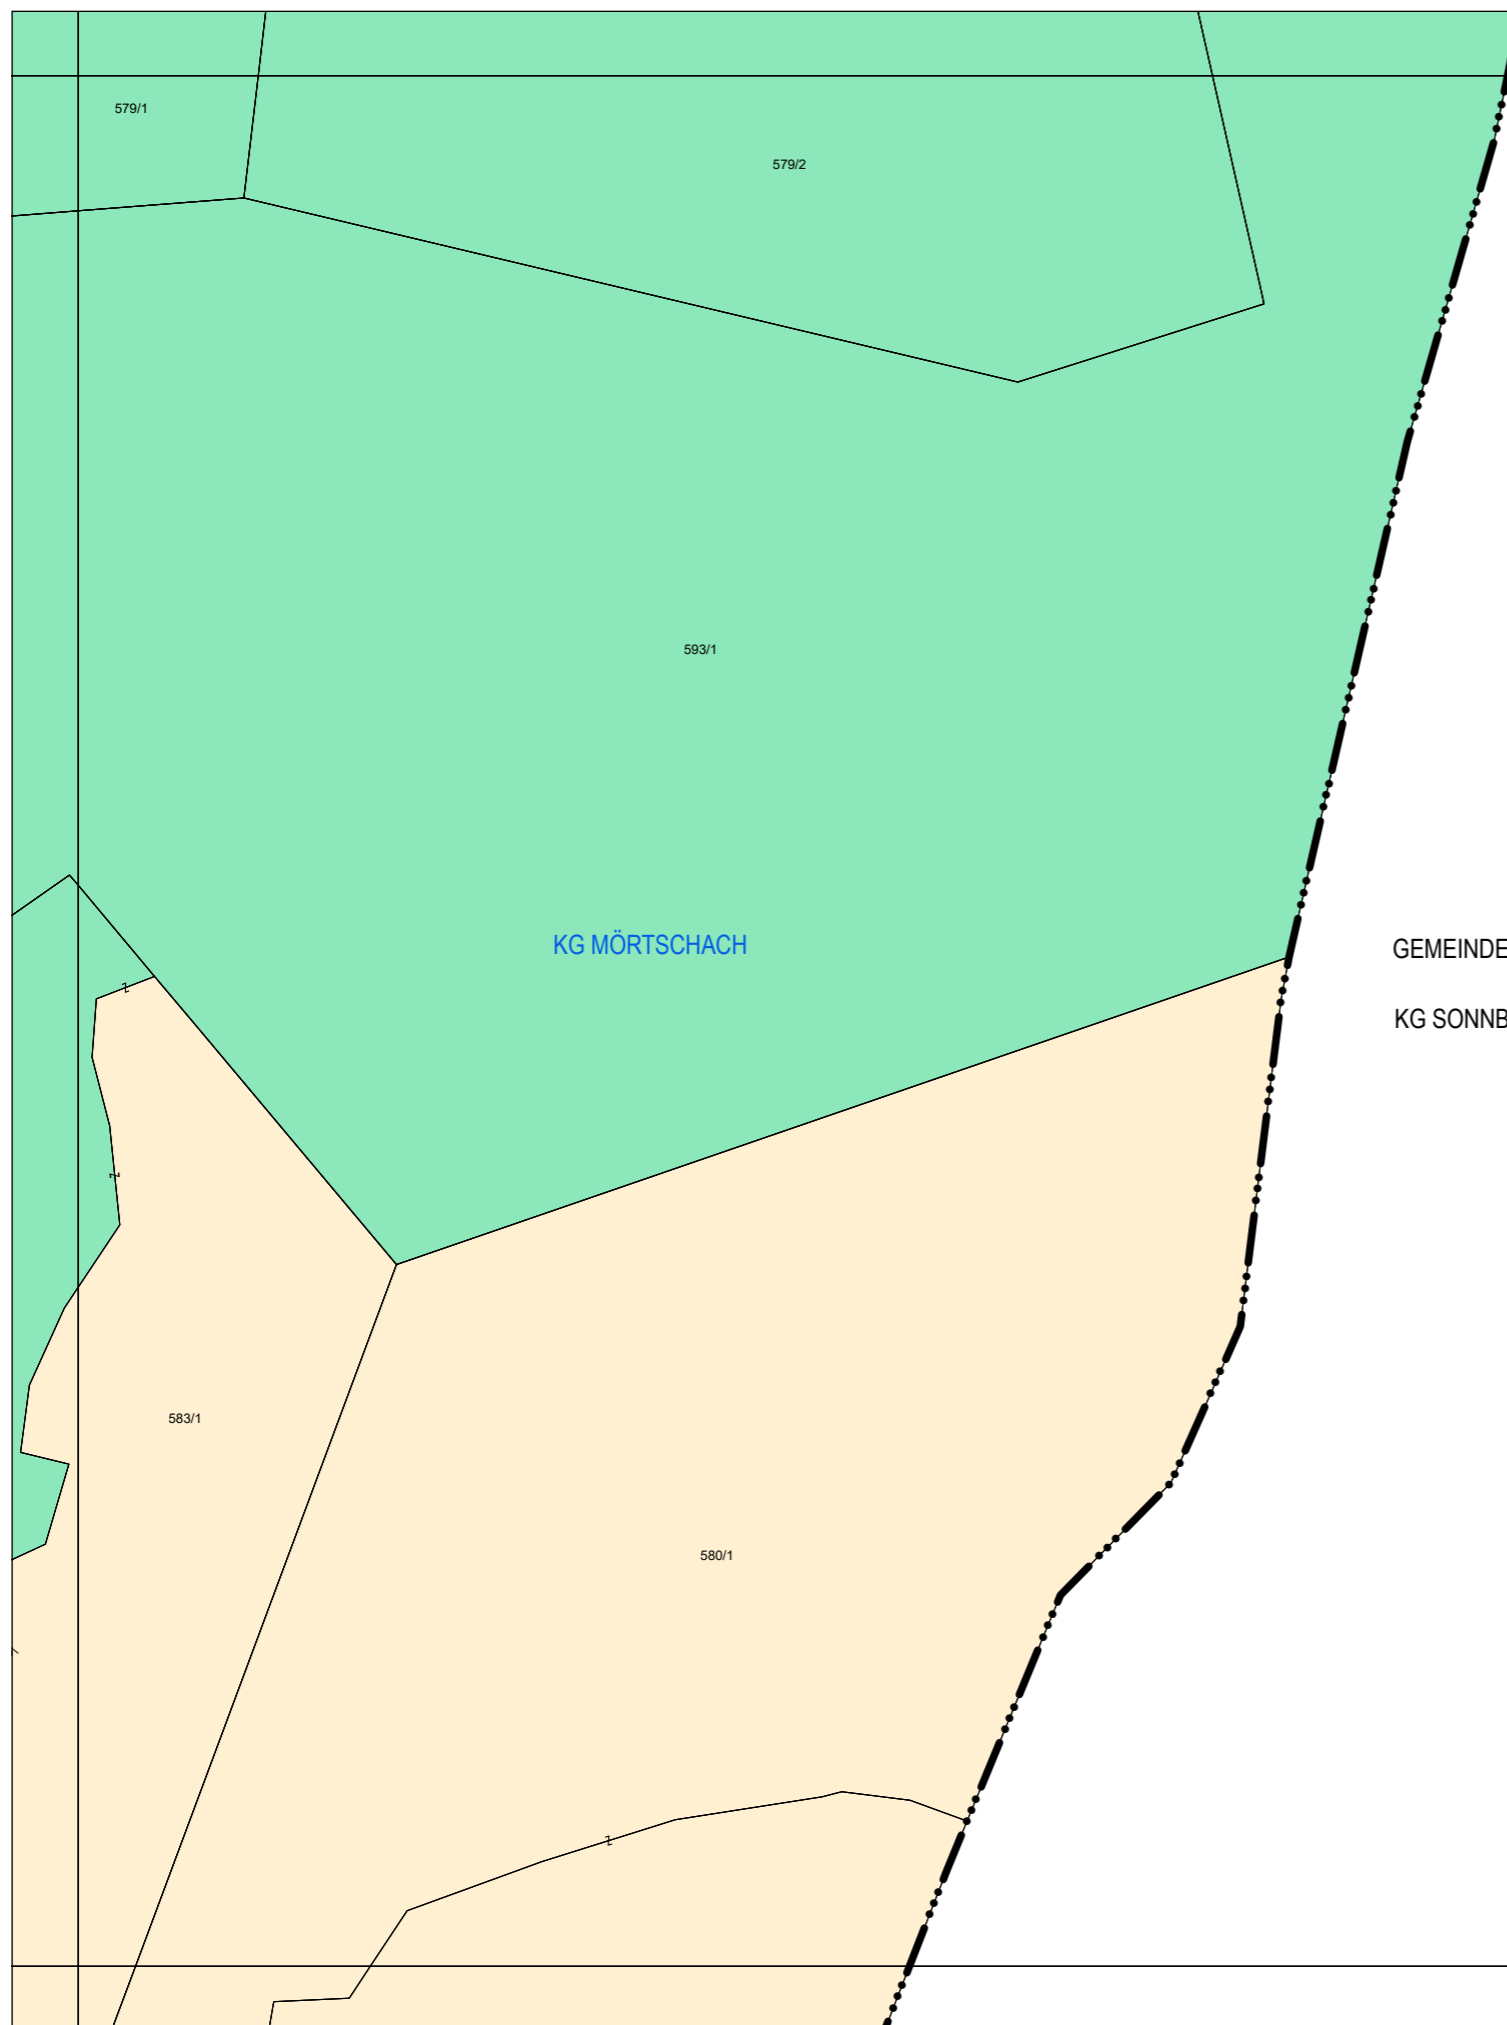 579/1
579/2
593/1
KG MÖRTSCHACH
GEMEINDE
KG SONNB
z
z
583/1
580/1
z